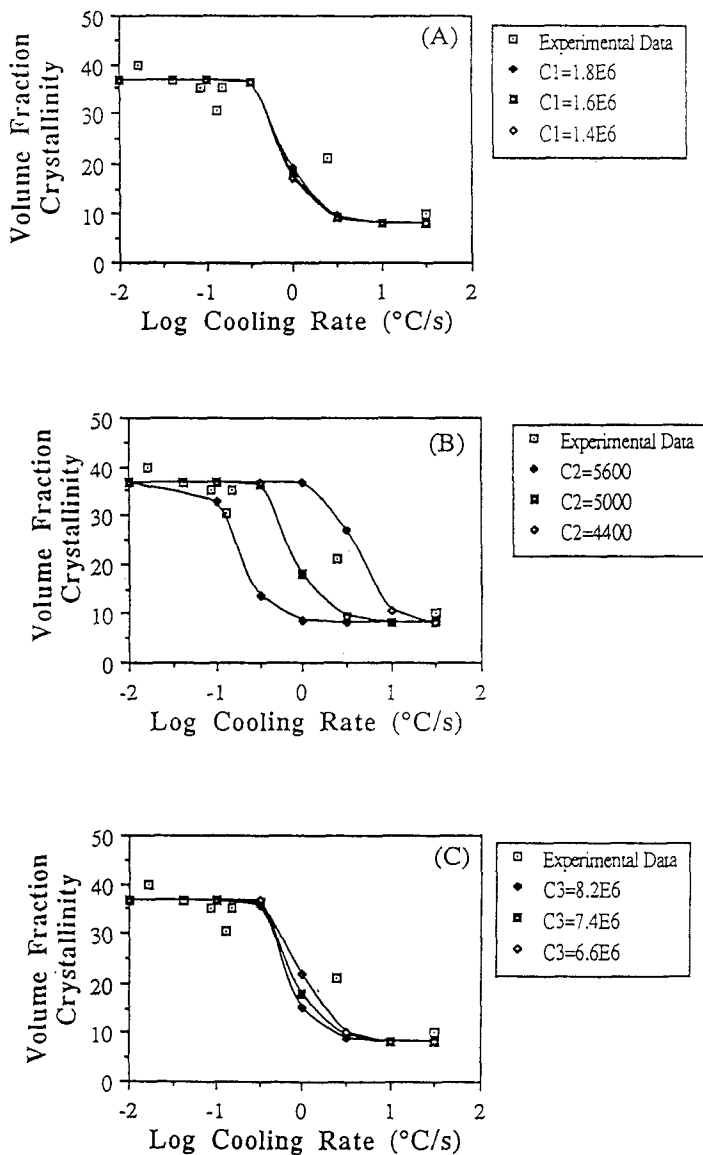 (A)
Volume Fraction
Crystallinity
50
40
30
20
10
0
-2 -1 0 1 2
Log Cooling Rate (°C/s)
Experimental Data
C1=1.8E6
C1=1.6E6
C1=1.4E6
(B)
Volume Fraction
Crystallinity
50
40
30
20
10
0
-2 -1 0 1 2
Log Cooling Rate (°C/s)
Experimental Data
C2=5600
C2=5000
C2=4400
(C)
Volume Fraction
Crystallinity
50
40
30
20
10
0
-2 -1 0 1 2
Log Cooling Rate (°C/s)
Experimental Data
C3=8.2E6
C3=7.4E6
C3=6.6E6